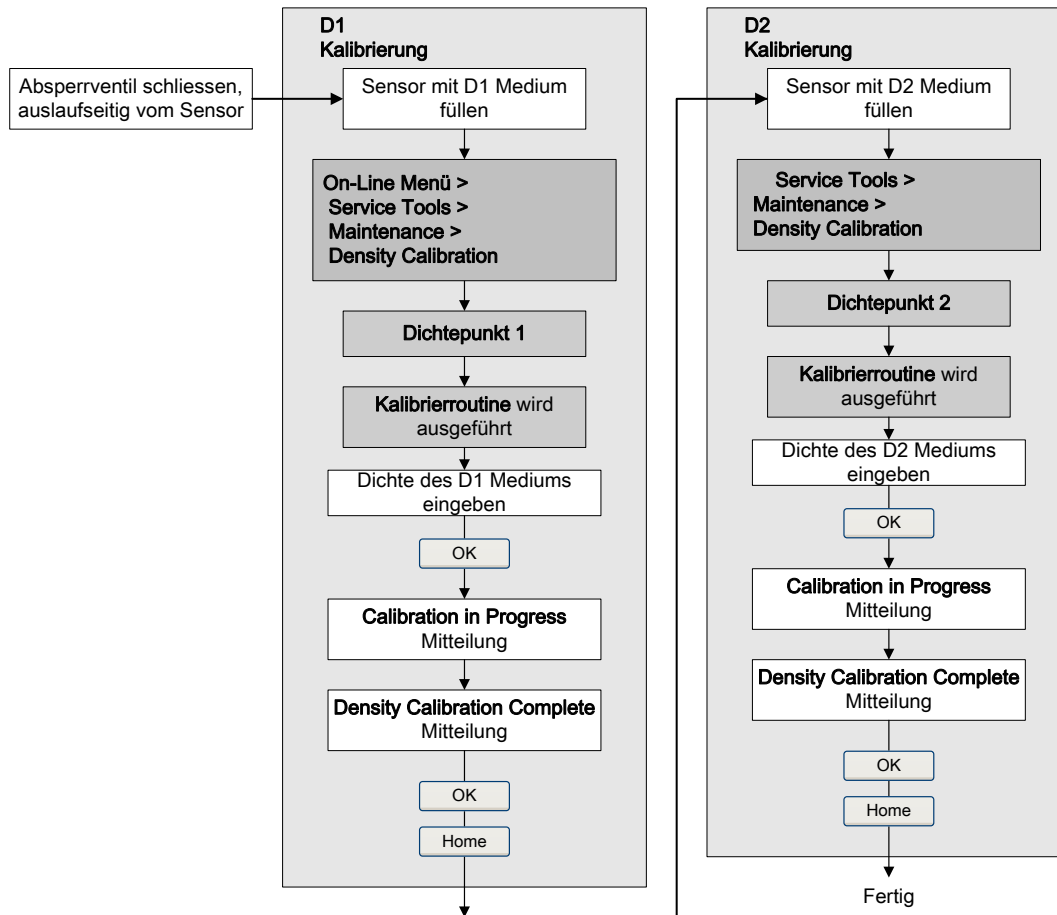 Absperrventil schliessen,
auslaufseitig vom Sensor
D1
Kalibrierung
Sensor mit D1 Medium
füllen
On-Line Menü >
Service Tools >
Maintenance >
Density Calibration
Dichtepunkt 1
Kalibrierroutine wird
ausgeführt
Dichte des D1 Mediums
eingeben
OK
Calibration in Progress
Mitteilung
Density Calibration Complete
Mitteilung
OK
Home
D2
Kalibrierung
Sensor mit D2 Medium
füllen
Service Tools >
Maintenance >
Density Calibration
Dichtepunkt 2
Kalibrierroutine wird
ausgeführt
Dichte des D2 Mediums
eingeben
OK
Calibration in Progress
Mitteilung
Density Calibration Complete
Mitteilung
OK
Home
Fertig